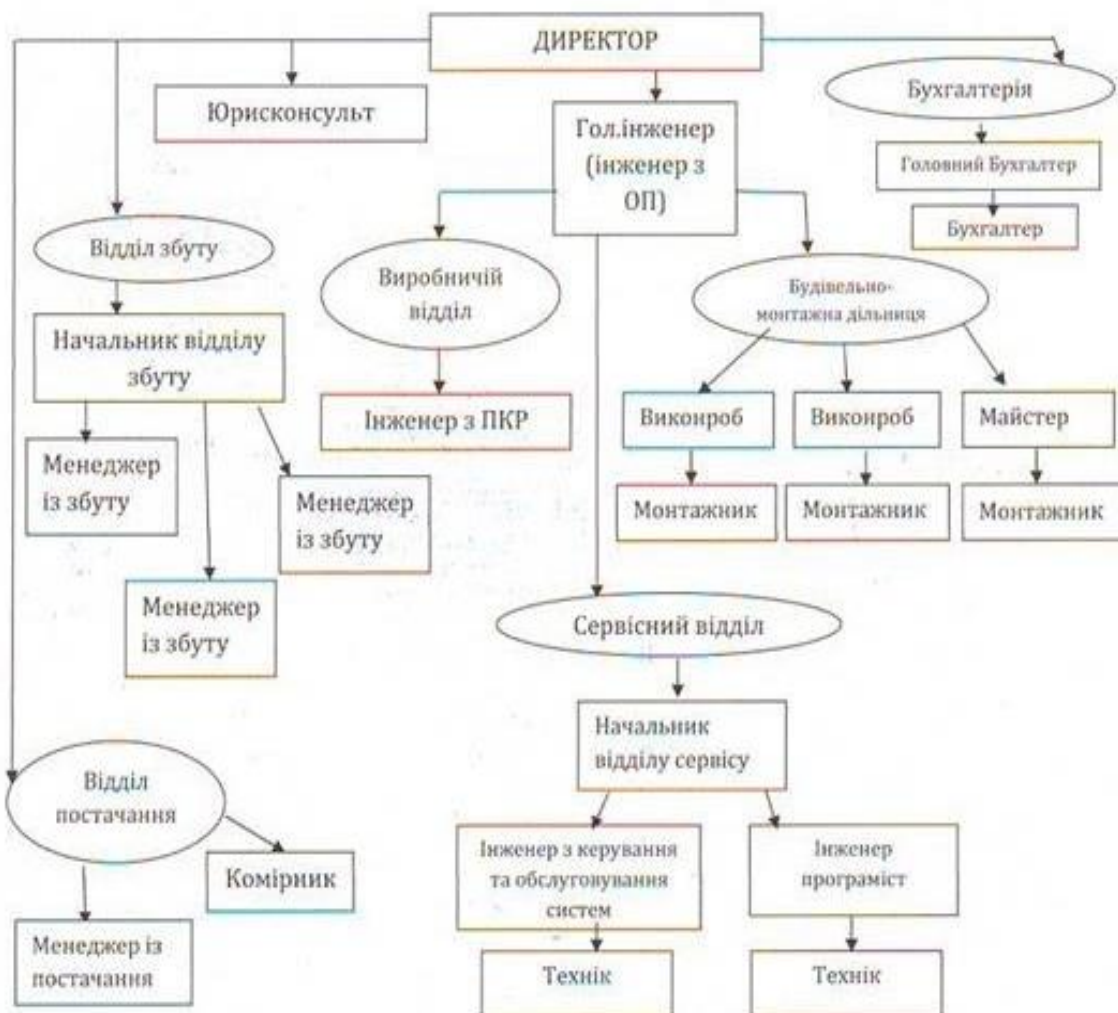 ДИРЕКТОР
Юрисконсульт
Гол.інженер
(інженер з
ОП)
Бухгалтерія
Головний Бухгалтер
Бухгалтер
Відділ збуту
Начальник відділу
збуту
Менеджер
із збуту
Менеджер
із збуту
Менеджер
із збуту
Виробничій
відділ
Інженер з ПКР
Будівельно-
монтажна дільниця
Виконроб
Виконроб
Майстер
Монтажник
Монтажник
Монтажник
Сервісний відділ
Начальник
відділу сервісу
Інженер з керування
та обслуговування
систем
Інженер
програміст
Технік
Технік
Відділ
постачання
Комірник
Менеджер із
постачання